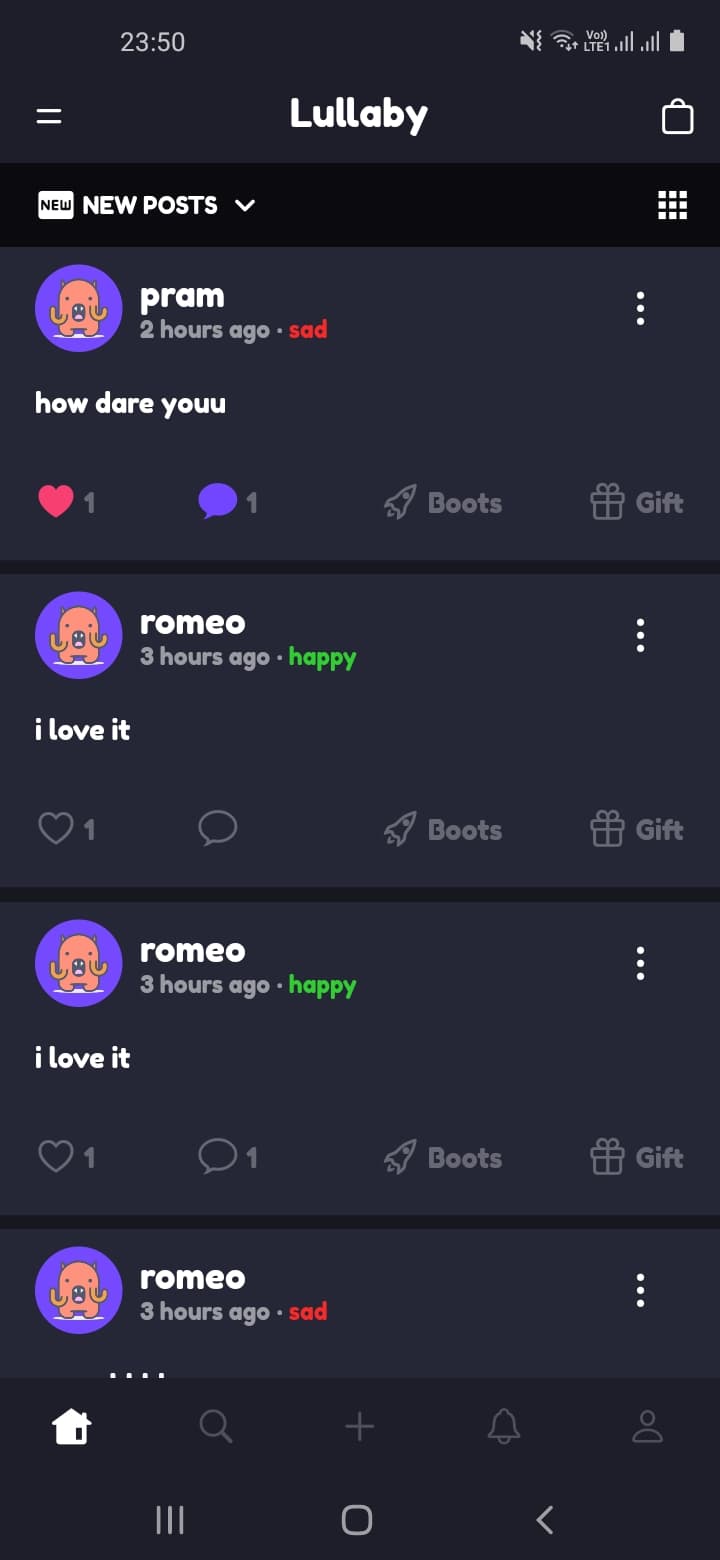 23:50
Vo))
LTE1
Lullaby
NEW NEW POSTS
pram
2 hours ago · sad
how dare youu
1 1 Boots Gift
romeo
3 hours ago · happy
i love it
1 Boots Gift
romeo
3 hours ago · happy
i love it
1 1 Boots Gift
romeo
3 hours ago · sad